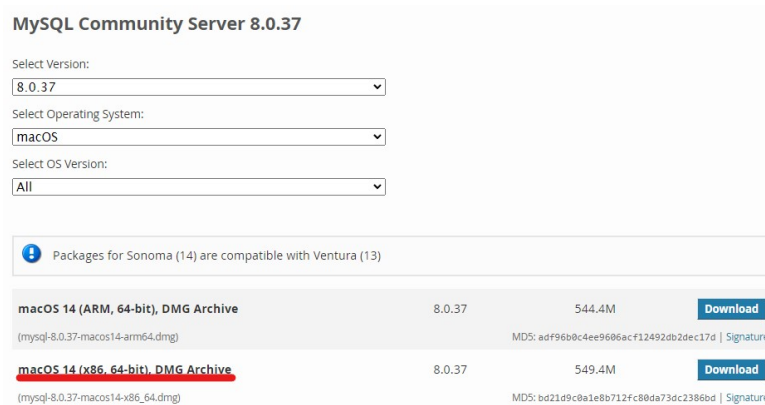 MySQL Community Server 8.0.37
Select Version:
8.0.37
Select Operating System:
macOS
Select OS Version:
All
Packages for Sonoma (14) are compatible with Ventura (13)
macOS 14 (ARM, 64-bit), DMG Archive 8.0.37 544.4M Download
(mysql-8.0.37-macos14-arm64.dmg) MD5: adf96b0c4ee9606acf12492db2dec17d | Signature
macOS 14 (x86, 64-bit), DMG Archive 8.0.37 549.4M Download
(mysql-8.0.37-macos14-x86_64.dmg) MD5: bd21d9c0a1e8b712fc80da73dc2386bd | Signature